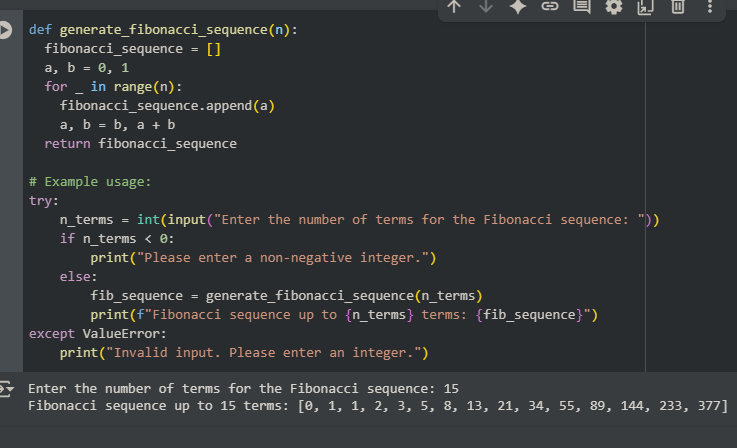 def generate_fibonacci_sequence(n):
  fibonacci_sequence = []
  a, b = 0, 1
  for _ in range(n):
    fibonacci_sequence.append(a)
    a, b = b, a + b
  return fibonacci_sequence

# Example usage:
try:
    n_terms = int(input("Enter the number of terms for the Fibonacci sequence: "))
    if n_terms < 0:
        print("Please enter a non-negative integer.")
    else:
        fib_sequence = generate_fibonacci_sequence(n_terms)
        print(f"Fibonacci sequence up to {n_terms} terms: {fib_sequence}")
except ValueError:
    print("Invalid input. Please enter an integer.")
Enter the number of terms for the Fibonacci sequence: 15
Fibonacci sequence up to 15 terms: [0, 1, 1, 2, 3, 5, 8, 13, 21, 34, 55, 89, 144, 233, 377]